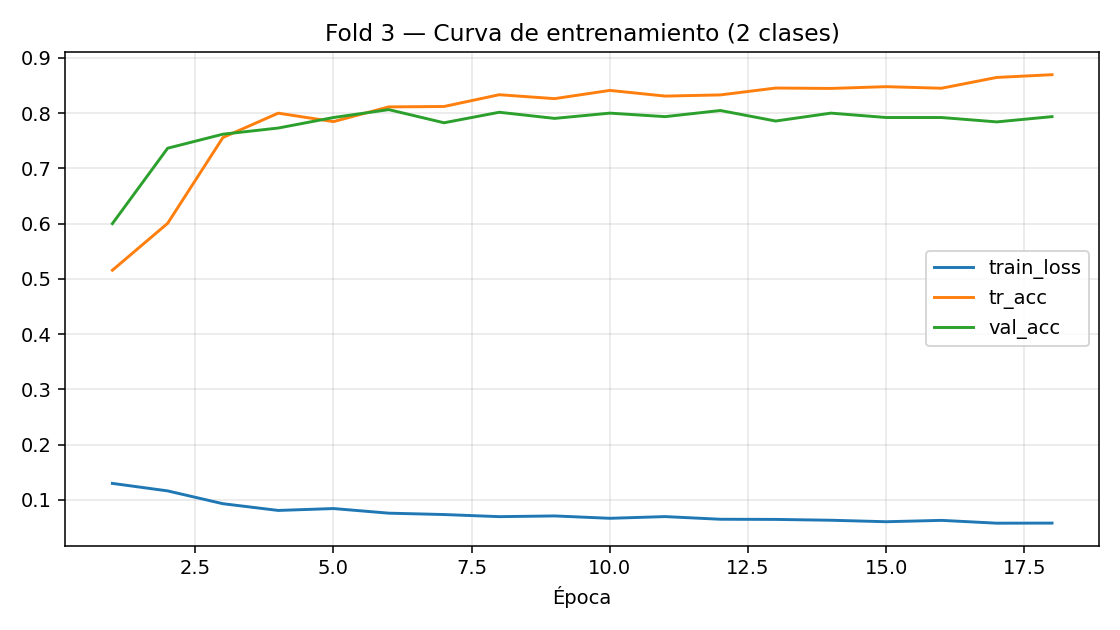 Fold 3 — Curva de entrenamiento (2 clases)
0.9
0.8
0.7
0.6
0.5
0.4
0.3
0.2
0.1
train_loss
tr_acc
val_acc
2.5 5.0 7.5 10.0 12.5 15.0 17.5
Época